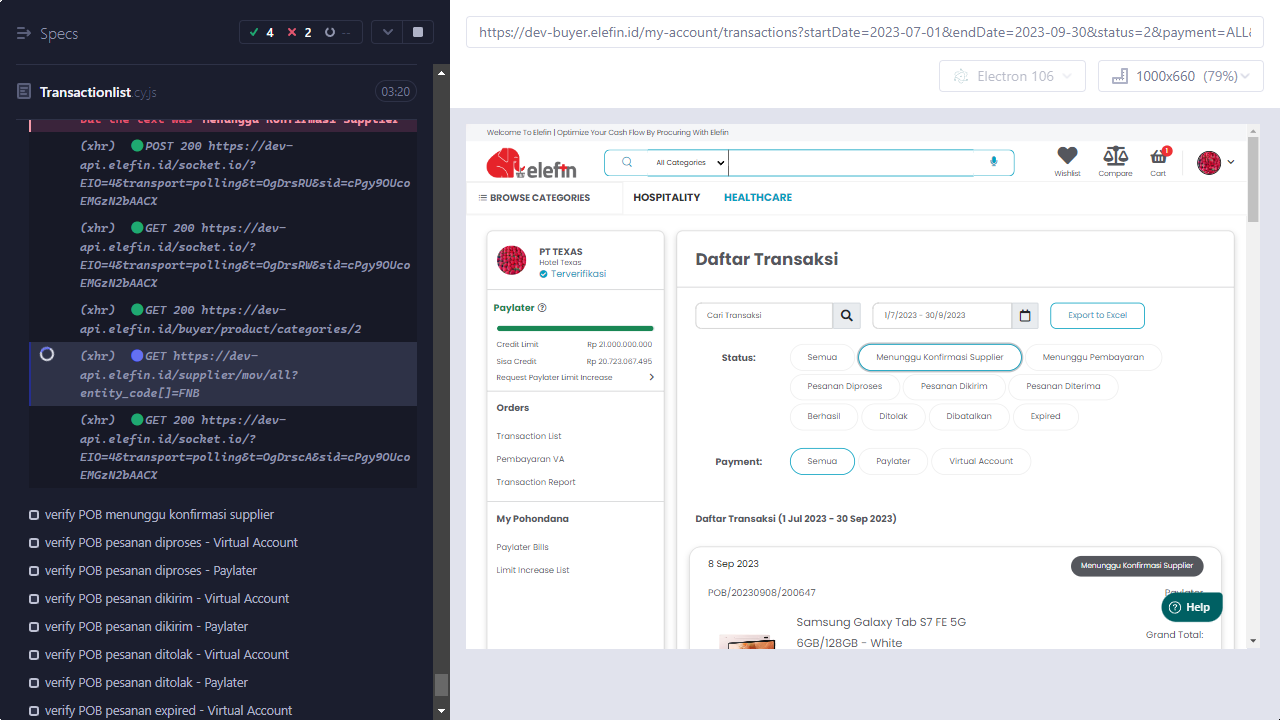 Specs
4
2
--
Transactionlist.cy.js
03:20
but the text was Menunggu Konfirmasi Supplier
(xhr) POST 200 https://dev-
api.elefin.id/socket.io/?
EIO=4&transport=polling&t=OgDrsRU&sid=cPgy9OUco
EMGzN2bAACX
(xhr) GET 200 https://dev-
api.elefin.id/socket.io/?
EIO=4&transport=polling&t=OgDrsRW&sid=cPgy9OUco
EMGzN2bAACX
(xhr) GET 200 https://dev-
api.elefin.id/buyer/product/categories/2
(xhr) GET https://dev-
api.elefin.id/supplier/mov/all?
entity_code[]=FNB
(xhr) GET 200 https://dev-
api.elefin.id/socket.io/?
EIO=4&transport=polling&t=OgDrscA&sid=cPgy9OUco
EMGzN2bAACX
verify POB menunggu konfirmasi supplier
verify POB pesanan diproses - Virtual Account
verify POB pesanan diproses - Paylater
verify POB pesanan dikirim - Virtual Account
verify POB pesanan dikirim - Paylater
verify POB pesanan ditolak - Virtual Account
verify POB pesanan ditolak - Paylater
verify POB pesanan expired - Virtual Account
https://dev-buyer.elefin.id/my-account/transactions?startDate=2023-07-01&endDate=2023-09-30&status=2&payment=ALL&
Electron 106
1000x660 (79%)
Welcome To Elefin | Optimize Your Cash Flow By Procuring With Elefin
elefin
All Categories
Wishlist
Compare
1
Cart
BROWSE CATEGORIES
HOSPITALITY
HEALTHCARE
PT TEXAS
Hotel Texas
Terverifikasi
Paylater
Credit Limit Rp 21.000.000.000
Sisa Credit Rp 20.723.067.495
Request Paylater Limit Increase
Orders
Transaction List
Pembayaran VA
Transaction Report
My Pohondana
Paylater Bills
Limit Increase List
Daftar Transaksi
Cari Transaksi
1/7/2023 - 30/9/2023
Export to Excel
Status: Semua Menunggu Konfirmasi Supplier Menunggu Pembayaran
Pesanan Diproses Pesanan Dikirim Pesanan Diterima
Berhasil Ditolak Dibatalkan Expired
Payment: Semua Paylater Virtual Account
Daftar Transaksi (1 Jul 2023 - 30 Sep 2023)
8 Sep 2023
Menunggu Konfirmasi Supplier
POB/20230908/200647
Paylater
Help
Samsung Galaxy Tab S7 FE 5G
6GB/128GB - White
Grand Total: